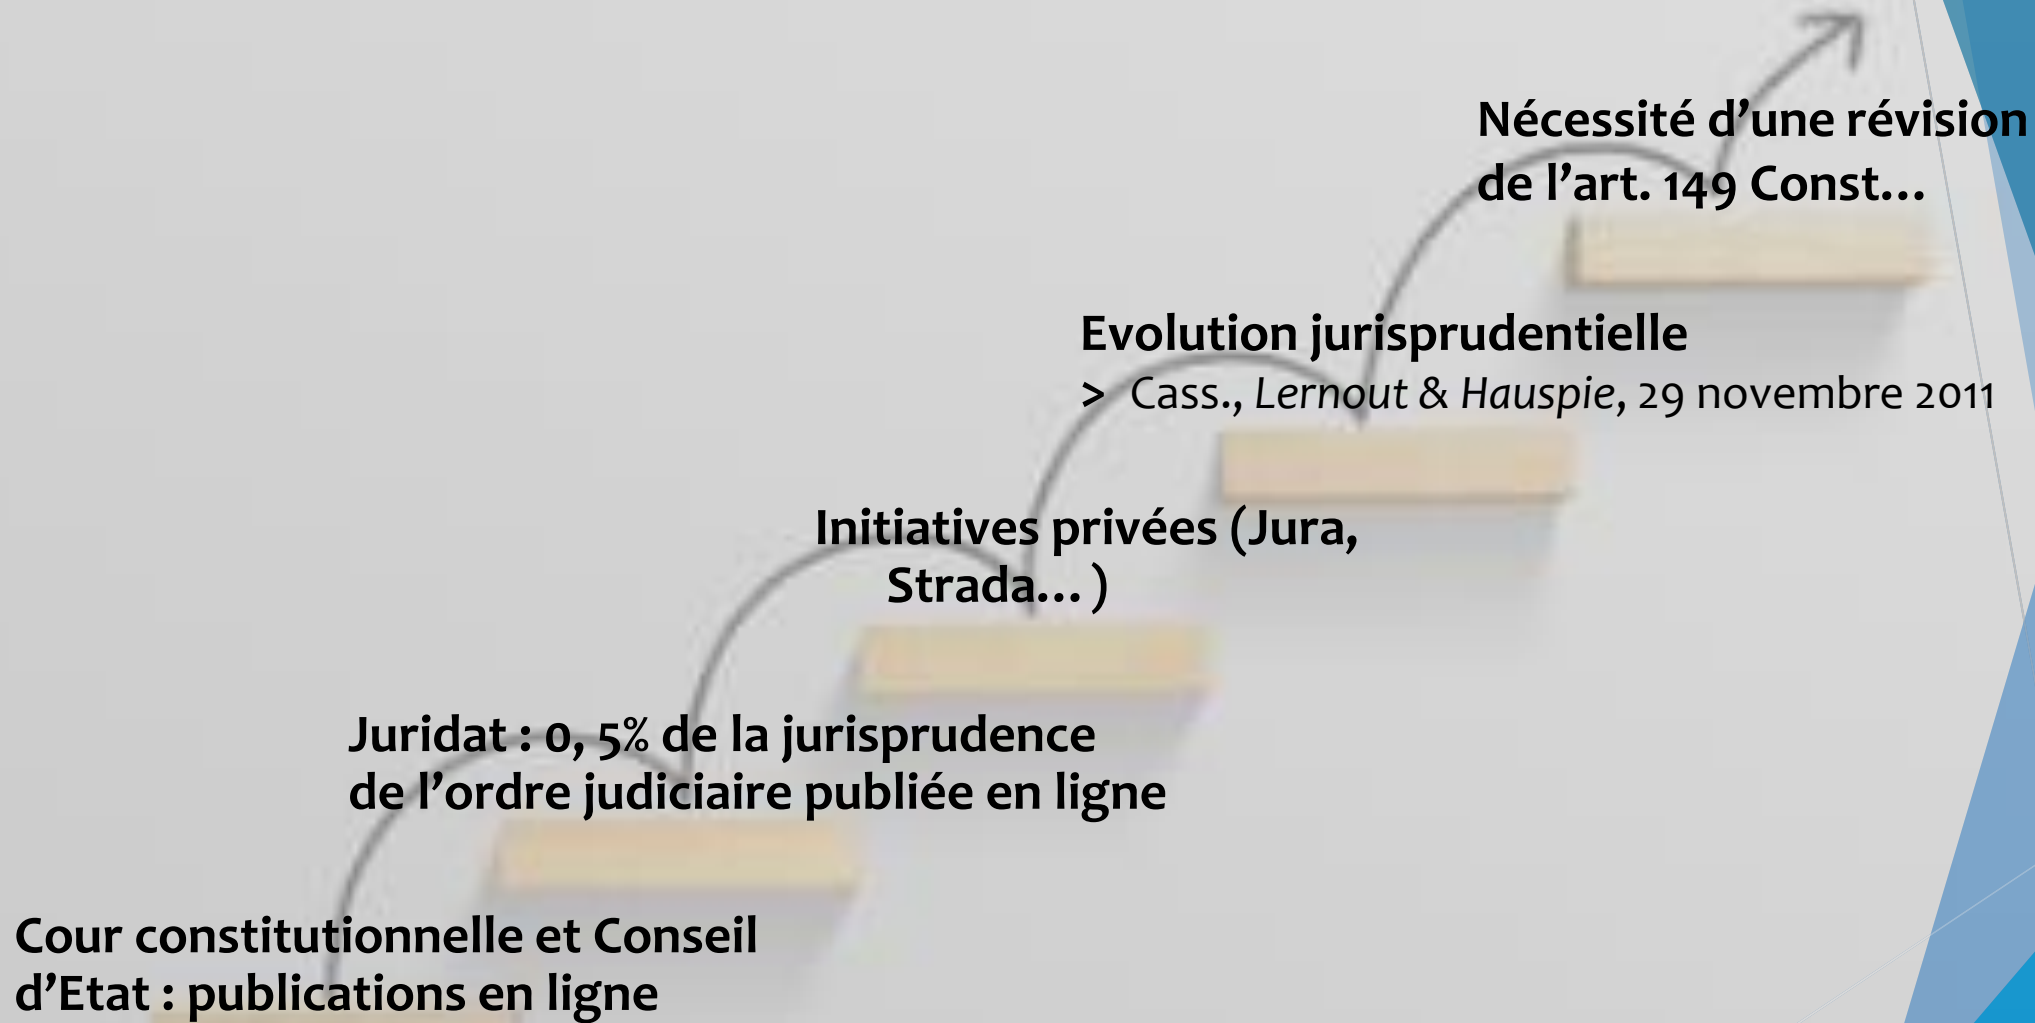 Nécessité d’une révision
de l’art. 149 Const…
Evolution jurisprudentielle
> Cass., Lernout & Hauspie, 29 novembre 2011
Initiatives privées (Jura,
Strada… )
Juridat : 0, 5% de la jurisprudence
de l’ordre judiciaire publiée en ligne
Cour constitutionnelle et Conseil
d’Etat : publications en ligne